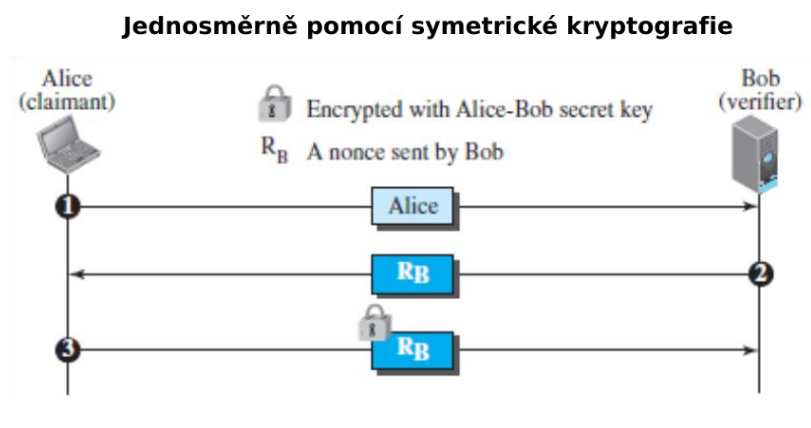 Jednosměrně pomocí symetrické kryptografie
Alice
(claimant)
Encrypted with Alice-Bob secret key
R_B A nonce sent by Bob
Bob
(verifier)
1
Alice
R_B
2
3
R_B